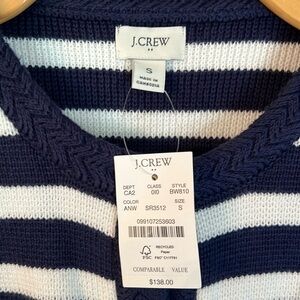 J.CREW
S
MADE IN
CAMBODIA
J.CREW
DEPT CLASS STYLE
CA2 0I0 BW810
COLOR SIZE
ANW SR3512 S
099107253603
FSC
RECYCLED
Paper
COMPARABLE VALUE
$138.00